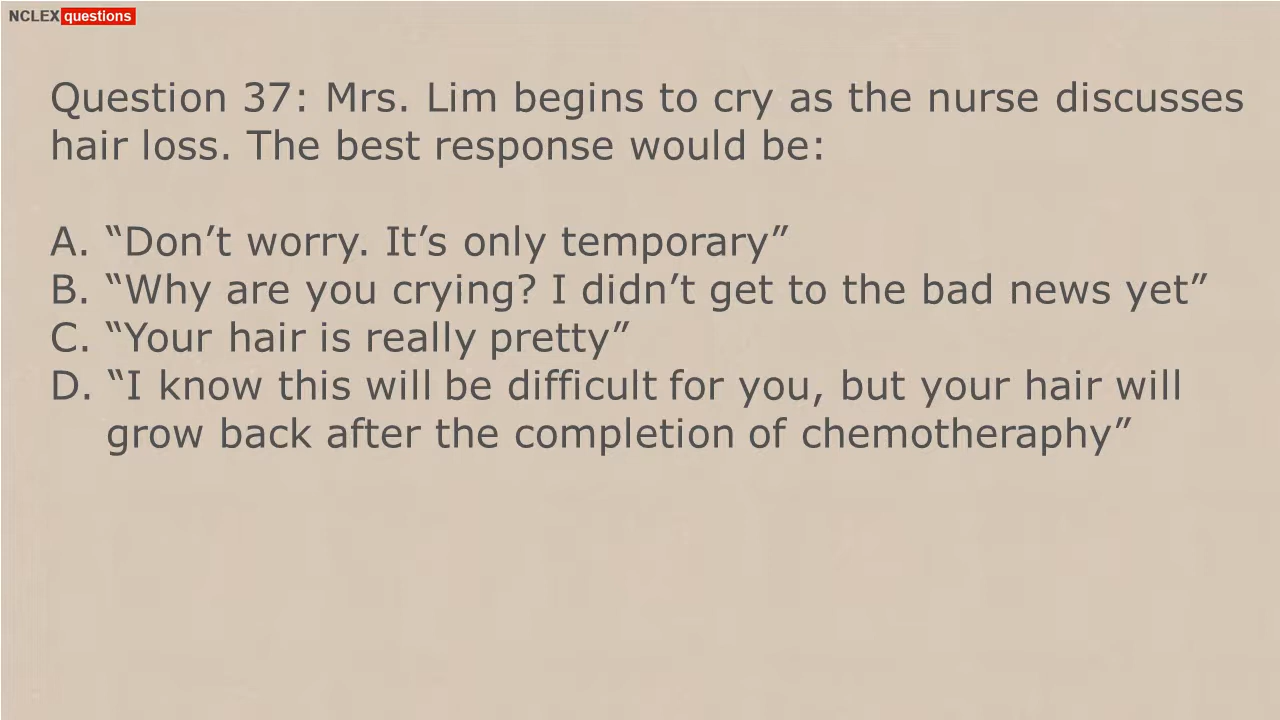 NCLEX questions
Question 37: Mrs. Lim begins to cry as the nurse discusses
hair loss. The best response would be:
A. “Don’t worry. It’s only temporary”
B. “Why are you crying? I didn’t get to the bad news yet”
C. “Your hair is really pretty”
D. “I know this will be difficult for you, but your hair will
grow back after the completion of chemotheraphy”